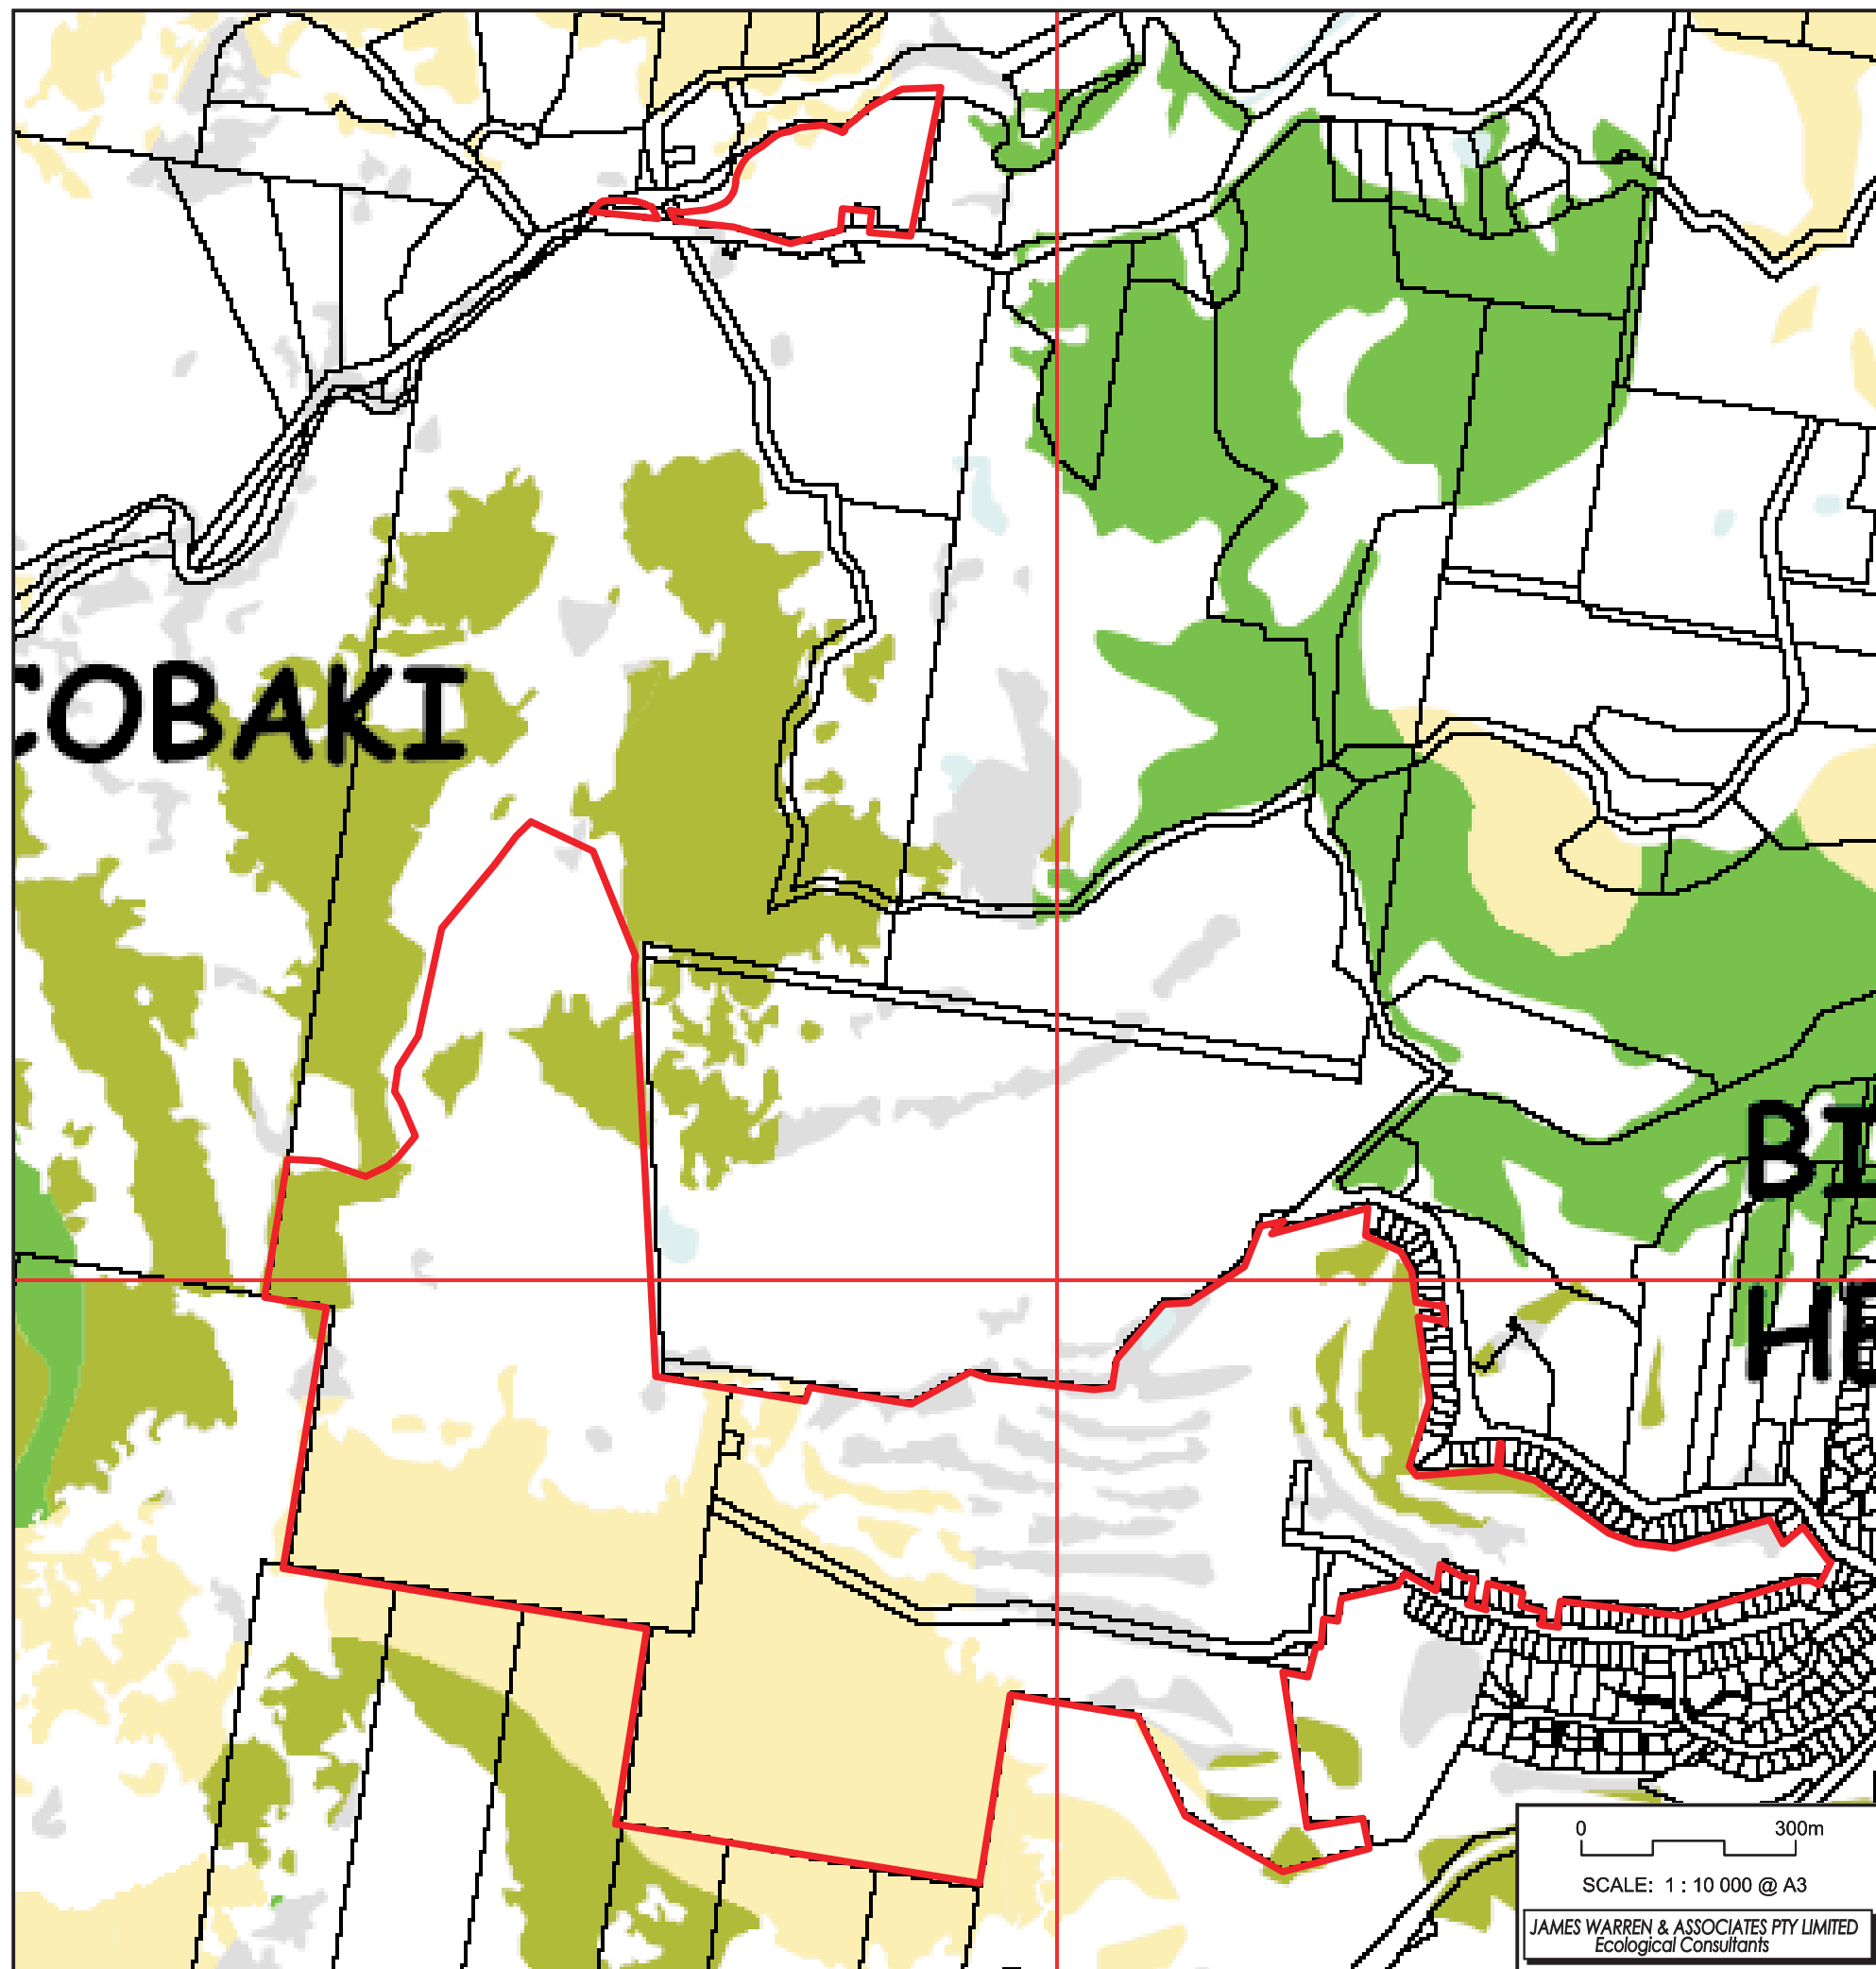 COBAKI
BI
HE
0 300m
SCALE: 1 : 10 000 @ A3
JAMES WARREN & ASSOCIATES PTY LIMITED
Ecological Consultants